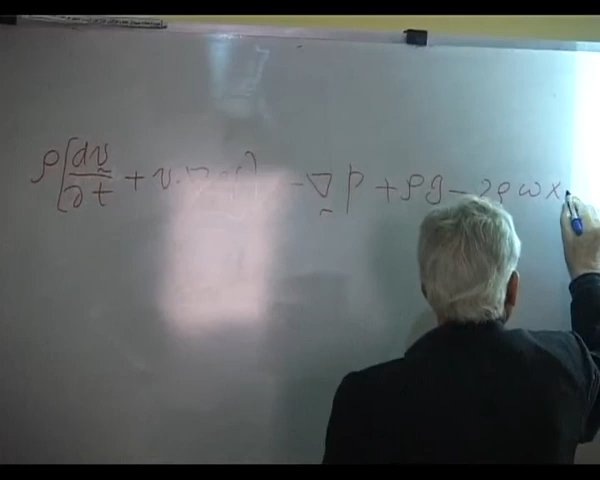 ρ[∂v/∂t + v.∇v] = -∇p + ρg - 2ρω×